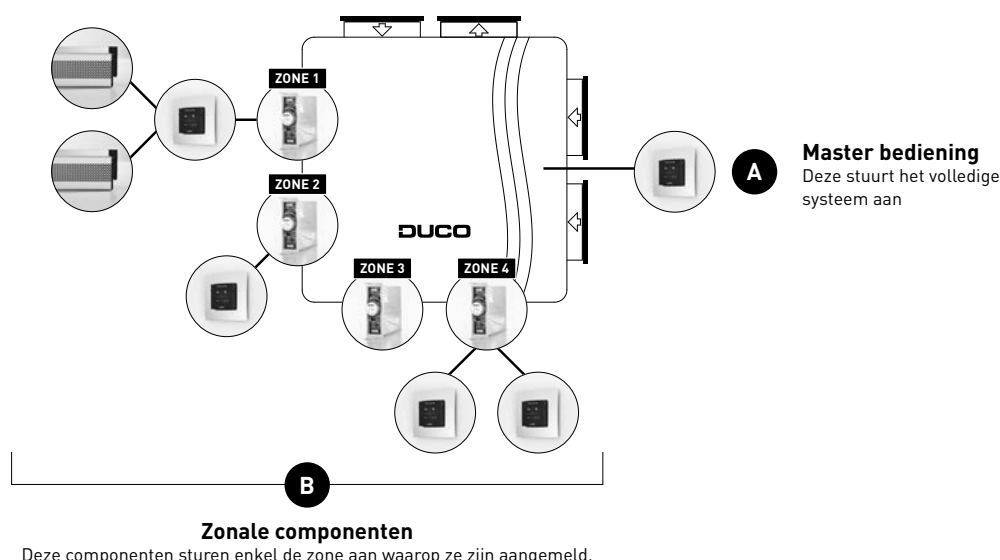 ZONE 1
ZONE 2
DUCO
ZONE 3
ZONE 4
A
Master bediening
Deze stuurt het volledige
systeem aan
B
Zonale componenten
Deze componenten sturen enkel de zone aan waarop ze zijn aangemeld.